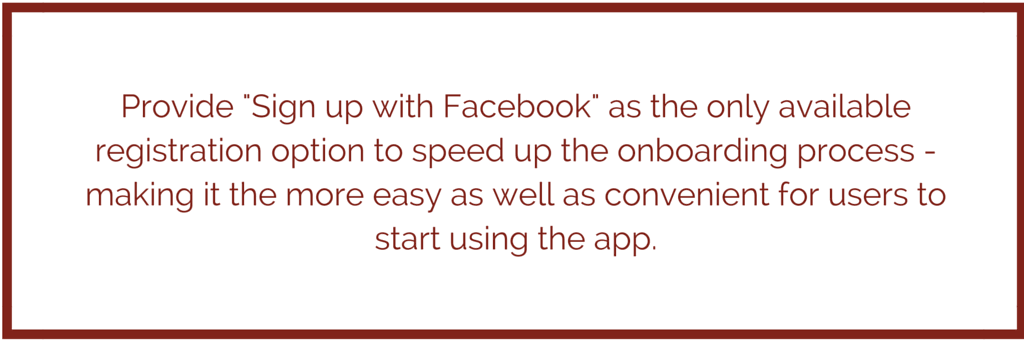 Provide "Sign up with Facebook" as the only available
registration option to speed up the onboarding process -
making it the more easy as well as convenient for users to
start using the app.